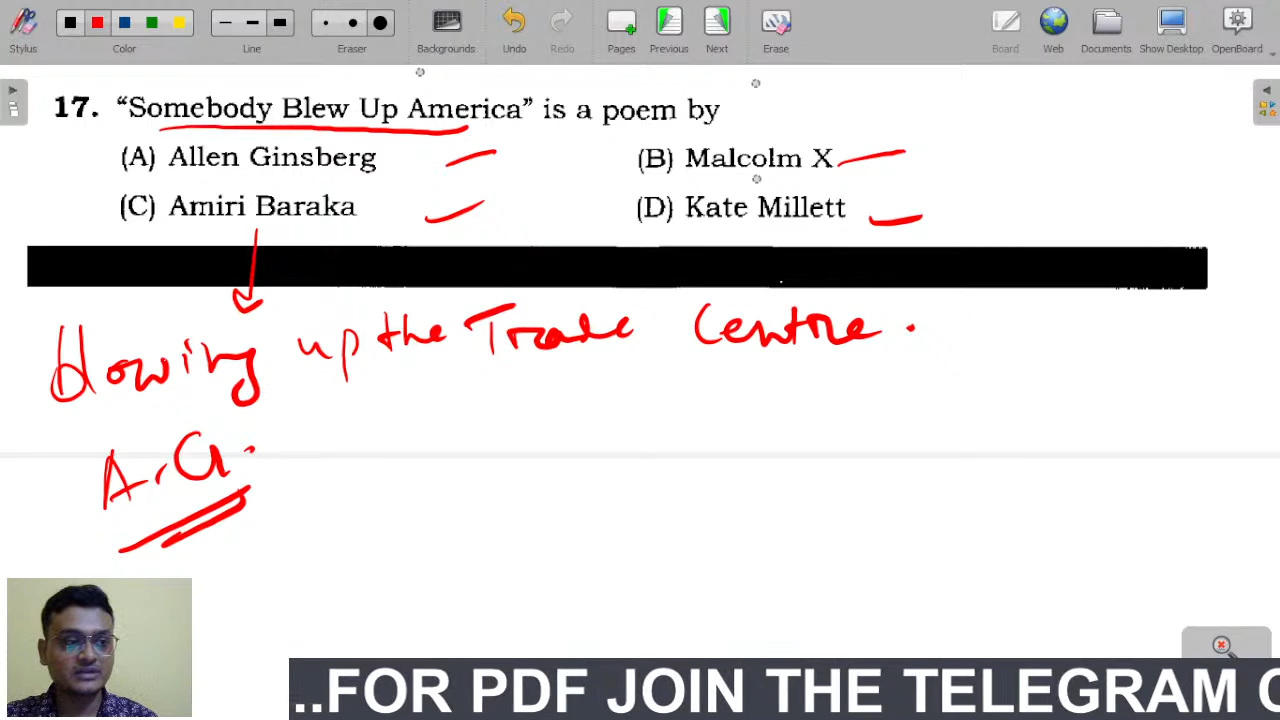 Stylus Color Line Eraser Backgrounds Undo Redo Pages Previous Next Erase Board Web Documents Show Desktop OpenBoard
17. "Somebody Blew Up America" is a poem by
(A) Allen Ginsberg (B) Malcolm X
(C) Amiri Baraka (D) Kate Millett
Blowing up the Trade Centre.
..FOR PDF JOIN THE TELEGRAM C